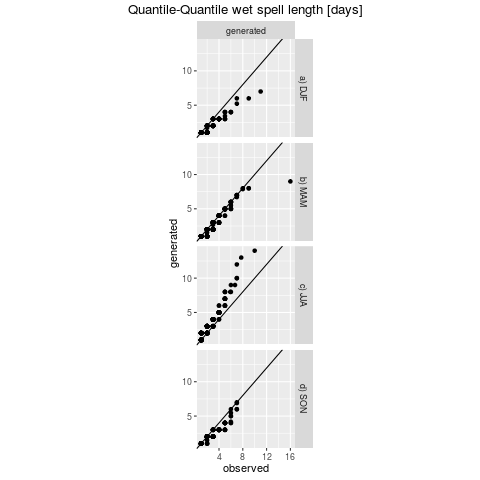 Quantile-Quantile wet spell length [days]
generated
10
5
a) DJF
10
5
b) MAM
generated
10
5
c) JJA
10
5
d) SON
4 8 12 16
observed